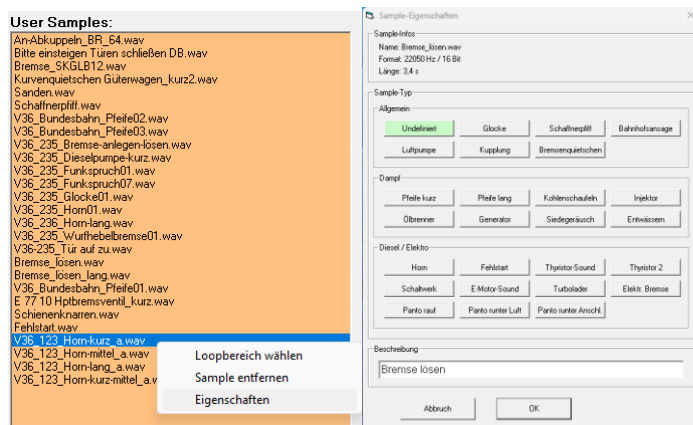 User Samples:
An-Abkuppeln_BR_64.wav
Bitte einsteigen Türen schließen DB.wav
Bremse_SKGLB12.wav
Kurvenquietschen Güterwagen_kurz2.wav
Sanden.wav
Schaffnerpfiff.wav
V36_Bundesbahn_Pfeife02.wav
V36_Bundesbahn_Pfeife03.wav
V36_235_Bremse-anlegen-lösen.wav
V36_235_Dieselpumpe-kurz.wav
V36_235_Funkspruch01.wav
V36_235_Funkspruch07.wav
V36_235_Glocke01.wav
V36_235_Horn01.wav
V36_236_Horn-lang.wav
V36_235_Wurfhebelbremse01.wav
V36-235_Tür auf zu.wav
Bremse_lösen.wav
Bremse_lösen_lang.wav
V36_Bundesbahn_Pfeife01.wav
E 77 10 Hptbremsventil_kurz.wav
Schienenknarren.wav
Fehlstart.wav
V36_123_Horn-kurz_a.wav
V36_123_Horn-mittel_a.wav
V36_123_Horn-lang_a.wav
V36_123_Horn-kurz-mittel_a.w
Loopbereich wählen
Sample entfernen
Eigenschaften
Sample-Eigenschaften
Sample-Infos
Name: Bremse_lösen.wav
Format: 22050 Hz / 16 Bit
Länge: 3,4 s
Sample-Typ
Allgemein
Undefiniert Glocke Schaffnerpfiff Bahnhofsansage
Luftpumpe Kupplung Bremsenquietschen
Dampf
Pfeife kurz Pfeife lang Kohlenschaufeln Injektor
Ölbrenner Generator Siedegeräusch Entwässern
Diesel / Elektro
Horn Fehlstart Thyristor-Sound Thyristor 2
Schaltwerk E-Motor-Sound Turbolader Elektr. Bremse
Panto rauf Panto runter Luft Panto runter Anschl.
Beschreibung
Bremse lösen
Abbruch OK